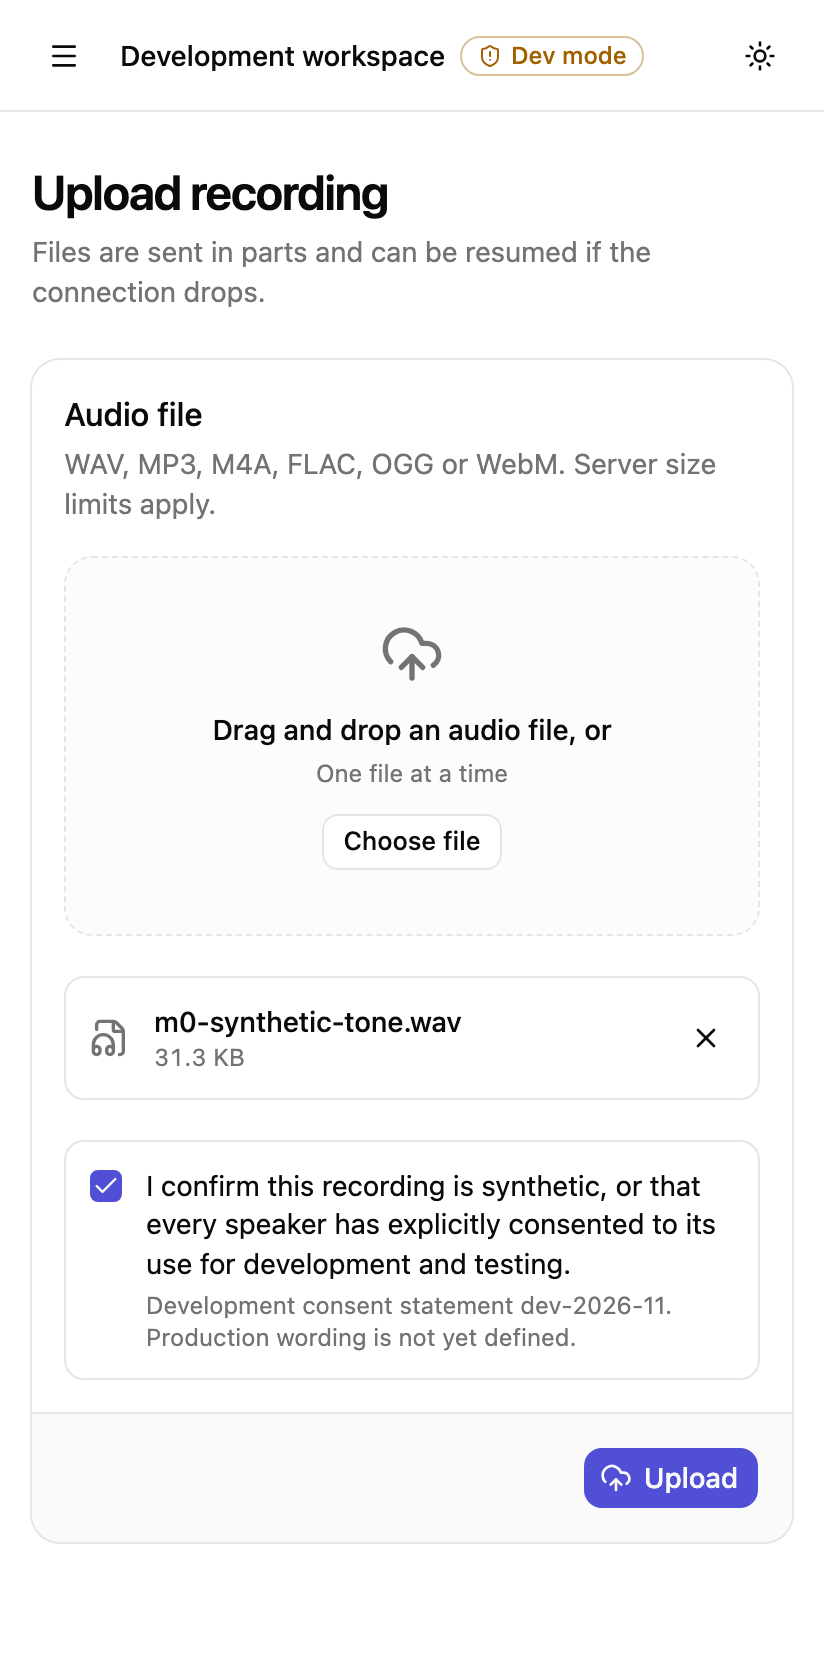 Development workspace
Dev mode
Upload recording
Files are sent in parts and can be resumed if the
connection drops.
Audio file
WAV, MP3, M4A, FLAC, OGG or WebM. Server size
limits apply.
Drag and drop an audio file, or
One file at a time
Choose file
m0-synthetic-tone.wav
31.3 KB
I confirm this recording is synthetic, or that
every speaker has explicitly consented to its
use for development and testing.
Development consent statement dev-2026-11.
Production wording is not yet defined.
Upload